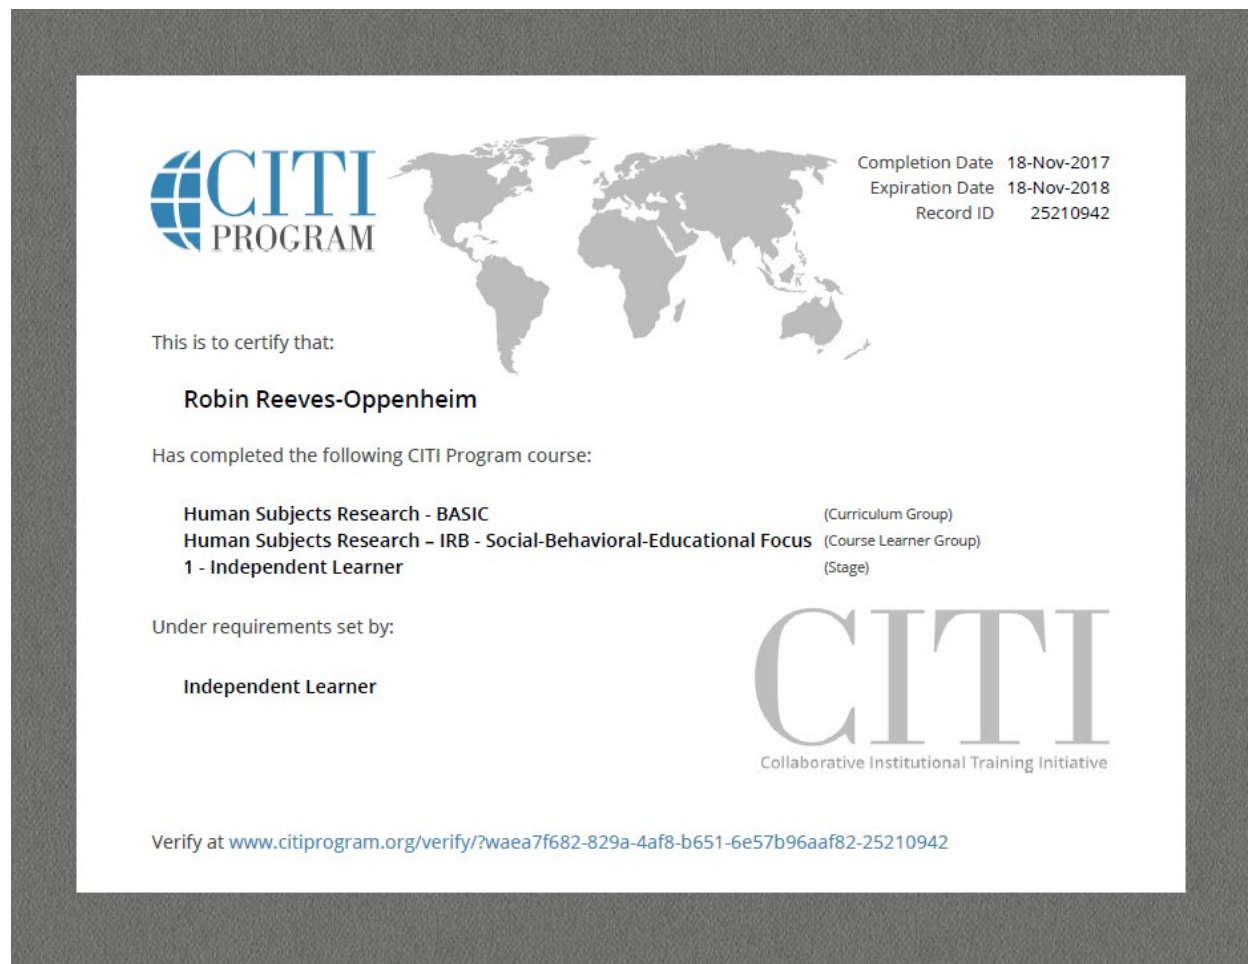 CITI
PROGRAM
Completion Date 18-Nov-2017
Expiration Date 18-Nov-2018
Record ID 25210942
This is to certify that:
Robin Reeves-Oppenheim
Has completed the following CITI Program course:
Human Subjects Research - BASIC (Curriculum Group)
Human Subjects Research – IRB - Social-Behavioral-Educational Focus (Course Learner Group)
1 - Independent Learner (Stage)
Under requirements set by:
Independent Learner
CITI
Collaborative Institutional Training Initiative
Verify at www.citiprogram.org/verify/?waea7f682-829a-4af8-b651-6e57b96aaf82-25210942